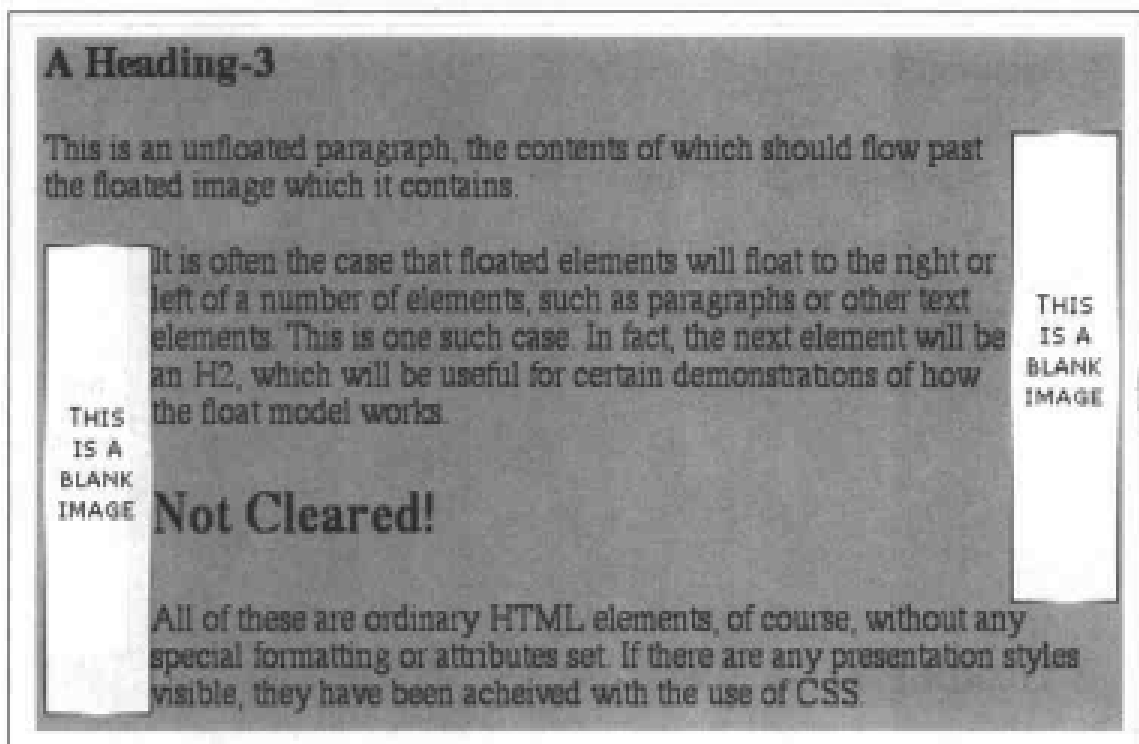 A Heading-3
This is an unfloated paragraph, the contents of which should flow past
the floated image which it contains.
THIS
IS A
BLANK
IMAGE
It is often the case that floated elements will float to the right or
left of a number of elements, such as paragraphs or other text
elements. This is one such case. In fact, the next element will be
an H2, which will be useful for certain demonstrations of how
the float model works.
THIS
IS A
BLANK
IMAGE
Not Cleared!
All of these are ordinary HTML elements, of course, without any
special formatting or attributes set. If there are any presentation styles
visible, they have been acheived with the use of CSS.